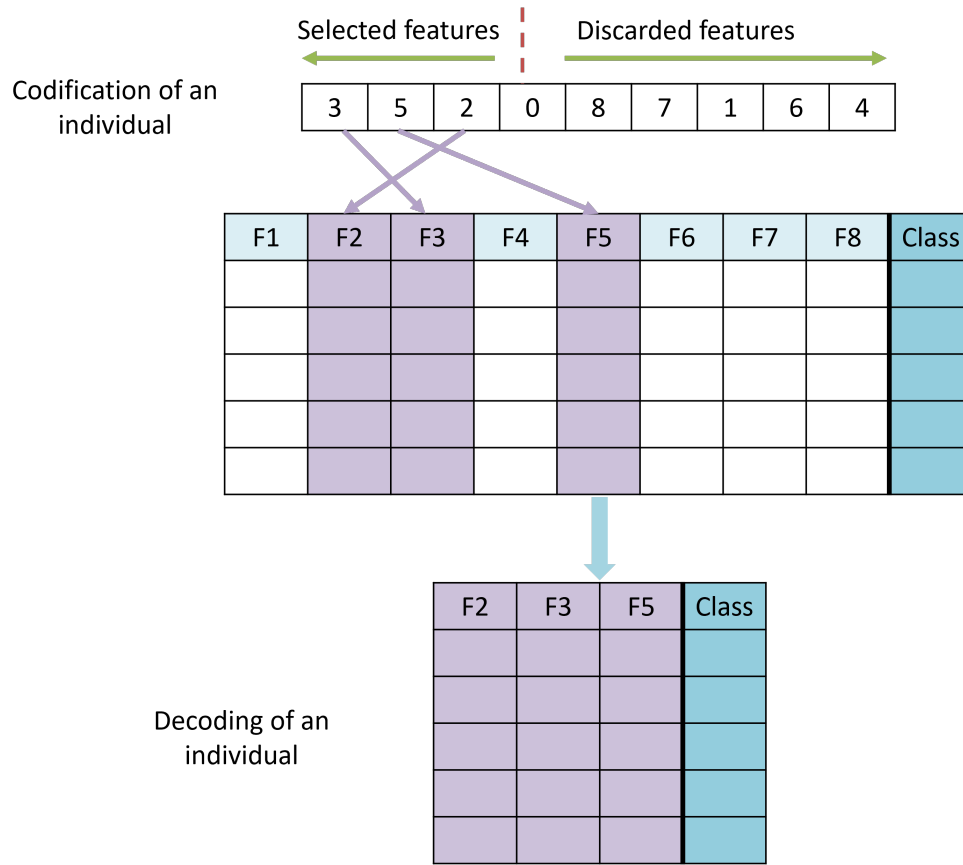 Selected features
Discarded features
Codification of an
individual
3 5 2 0 8 7 1 6 4
F1 F2 F3 F4 F5 F6 F7 F8 Class
F2 F3 F5 Class
Decoding of an
individual